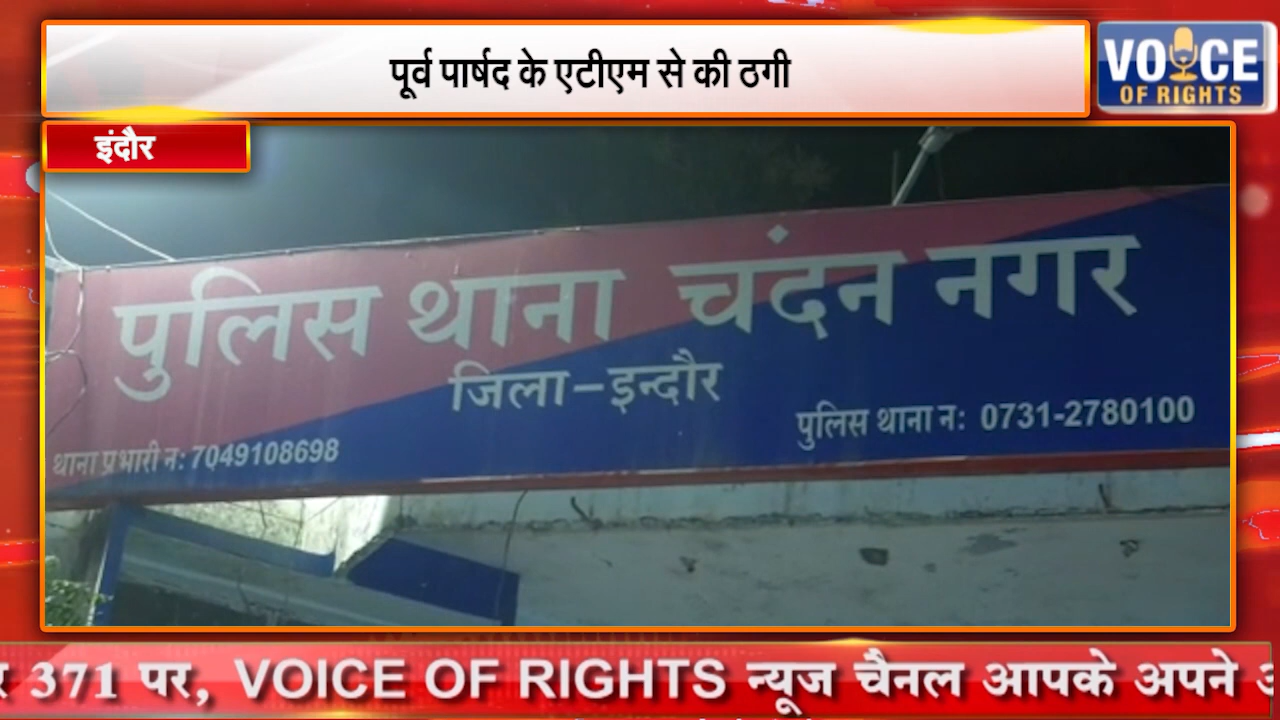 पूर्व पार्षद के एटीएम से की ठगी
VOICE
OF RIGHTS
इंदौर
पुलिस थाना चंदन नगर
जिला-इन्दौर
पुलिस थाना न: 0731-2780100
थाना प्रभारी न: 7049108698
371 पर, VOICE OF RIGHTS न्यूज चैनल आपके अपने